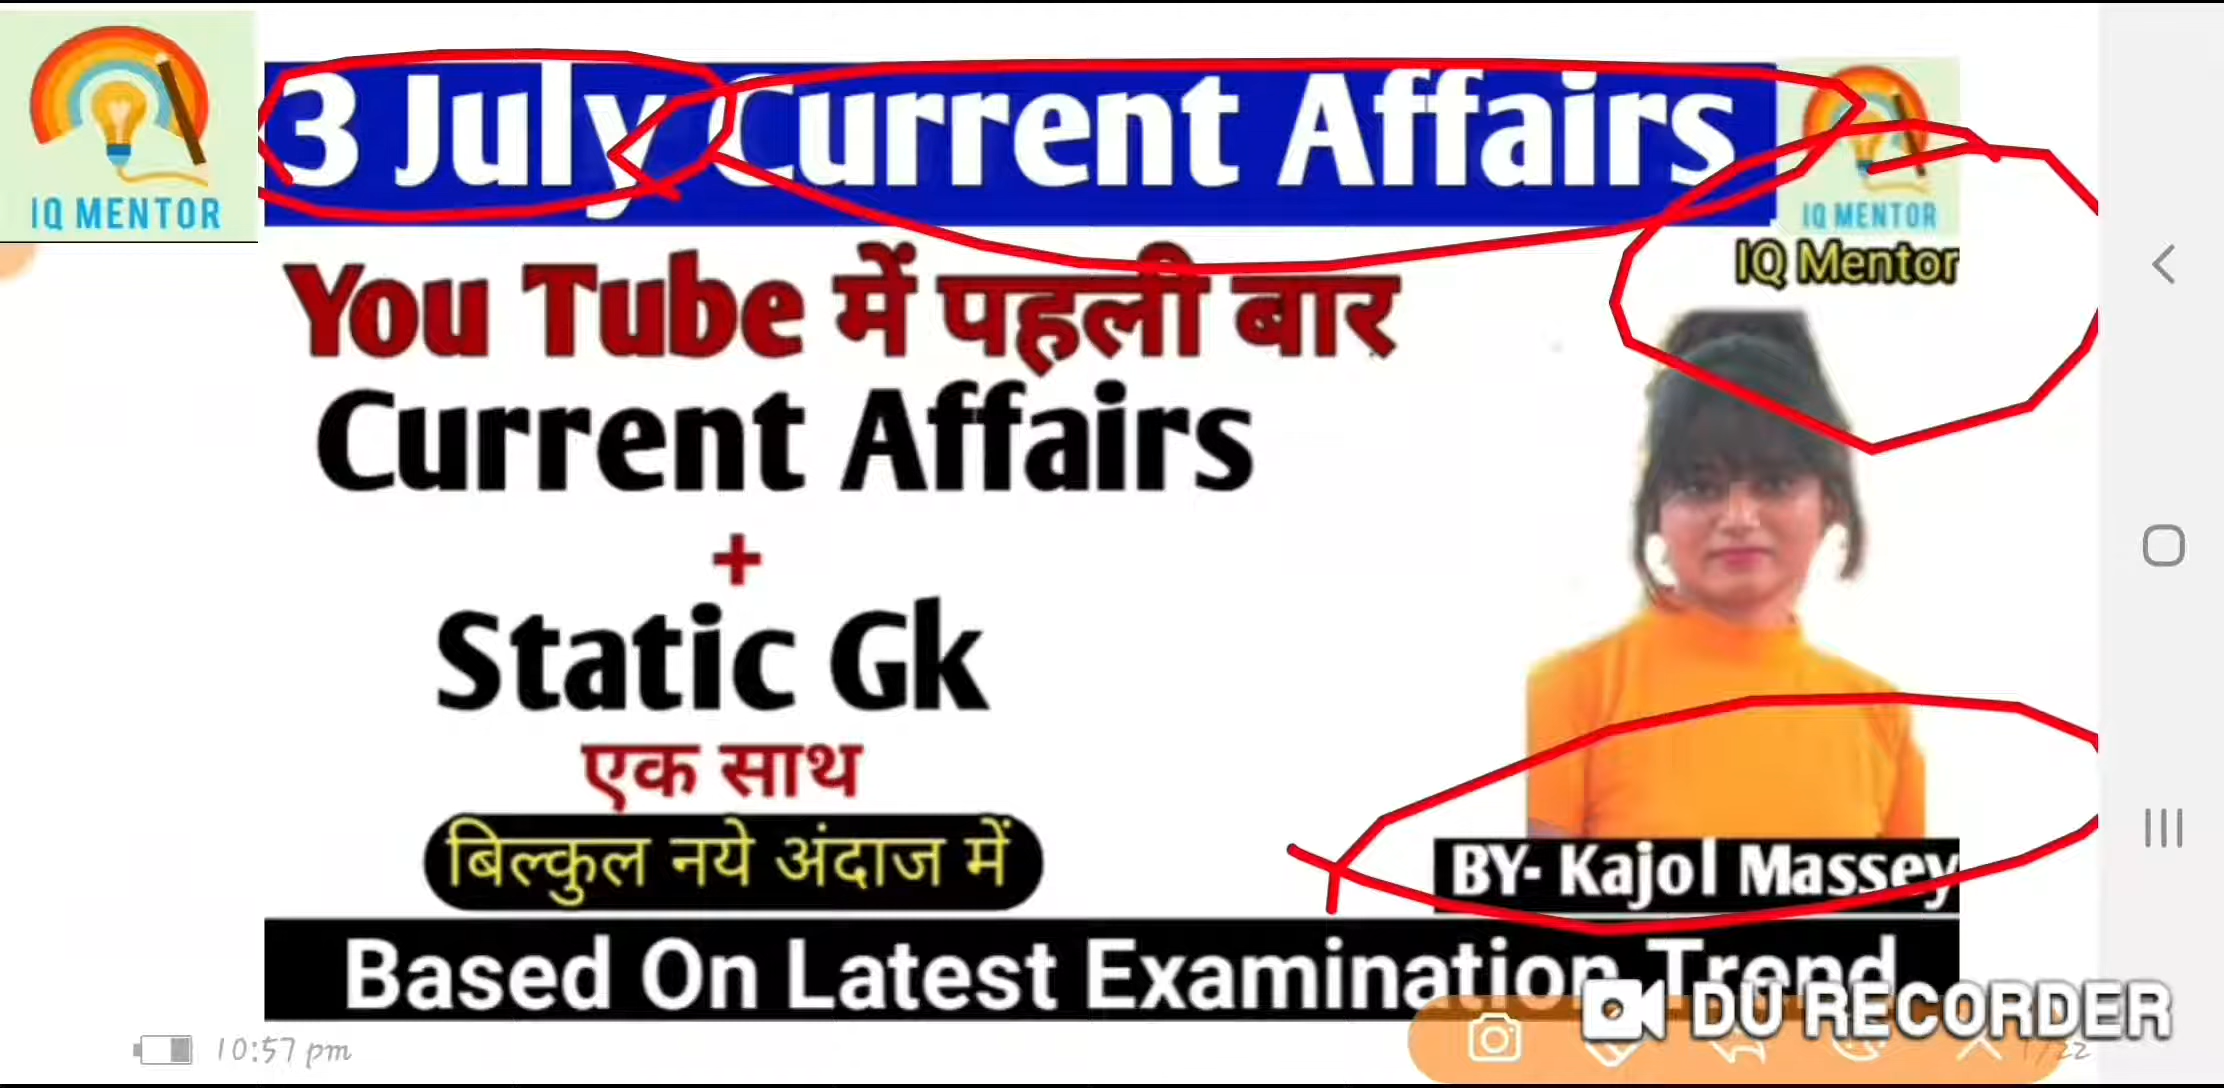 IQ MENTOR
3 July Current Affairs
IQ MENTOR
IQ Mentor
You Tube में पहली बार
Current Affairs
+
Static Gk
एक साथ
बिल्कुल नये अंदाज में
BY- Kajol Massey
Based On Latest Examination Trend
DU RECORDER
10:57 pm